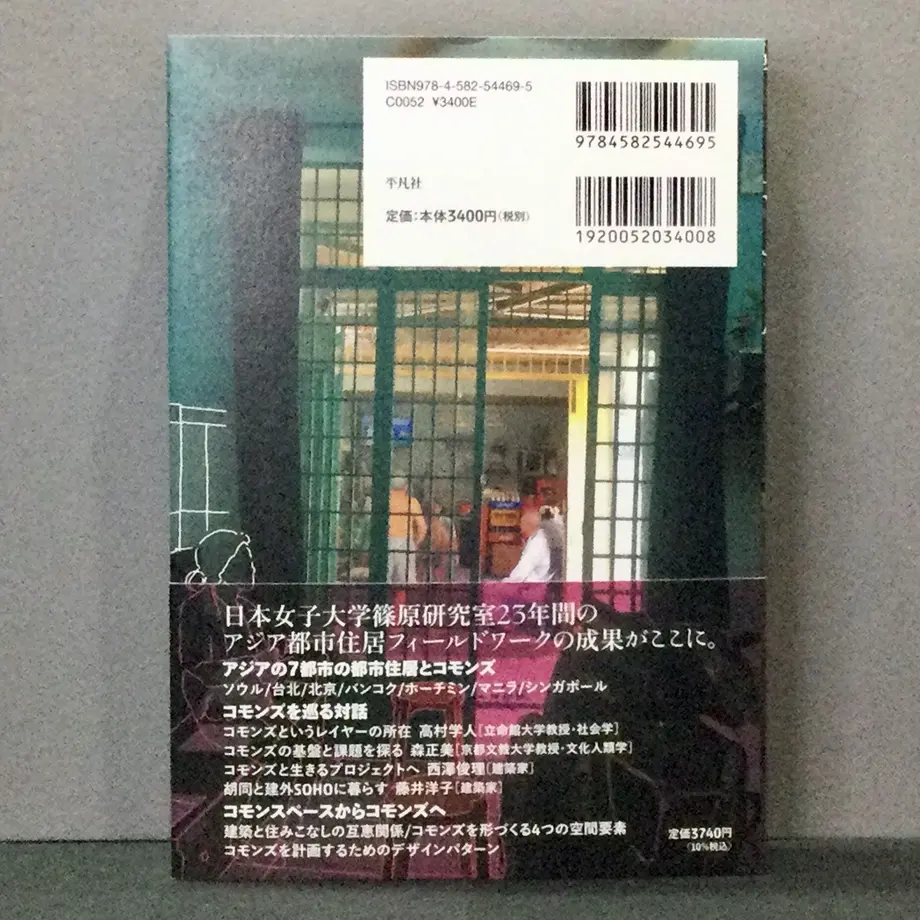 ISBN978-4-582-54469-5
C0052 ¥3400E
9784582544695
平凡社
定価：本体3400円（税別）
1920052034008
日本女子大学篠原研究室23年間の
アジア都市住居フィールドワークの成果がここに。
アジアの7都市の都市住居とコモンズ
ソウル/台北/北京/バンコク/ホーチミン/マニラ/シンガポール
コモンズを巡る対話
コモンズというレイヤーの所在 高村学人［立命館大学教授・社会学］
コモンズの基盤と課題を探る 森正美［京都文教大学教授・文化人類学］
コモンズと生きるプロジェクトへ 西澤俊理［建築家］
胡同と建外SOHOに暮らす 藤井洋子［建築家］
コモンスペースからコモンズへ
建築と住みこなしの互恵関係/コモンズを形づくる4つの空間要素
コモンズを計画するためのデザインパターン
定価3740円
（10%税込）